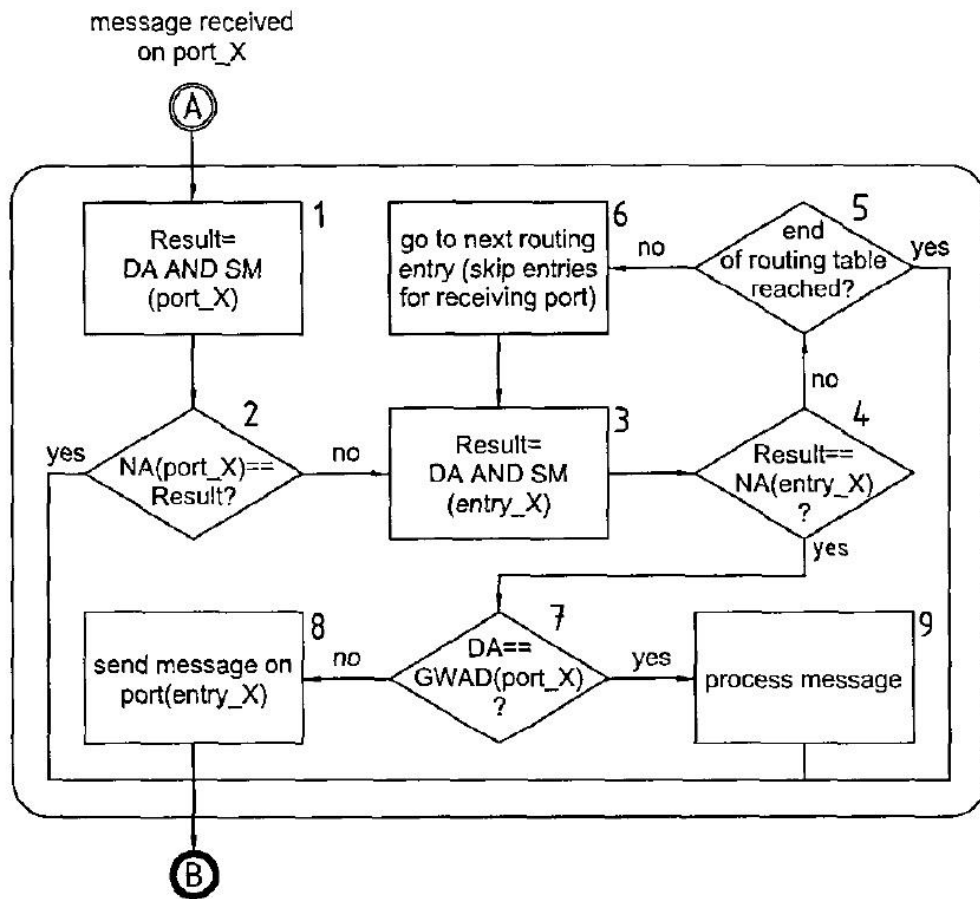 message received
on port_X
A
1
Result=
DA AND SM
(port_X)
6
go to next routing
entry (skip entries
for receiving port)
no
5
end
of routing table
reached?
yes
no
yes
2
NA(port_X)==
Result?
no
3
Result=
DA AND SM
(entry_X)
4
Result==
NA(entry_X)
?
yes
8
send message on
port(entry_X)
no
7
DA==
GWAD(port_X)
?
yes
9
process message
B